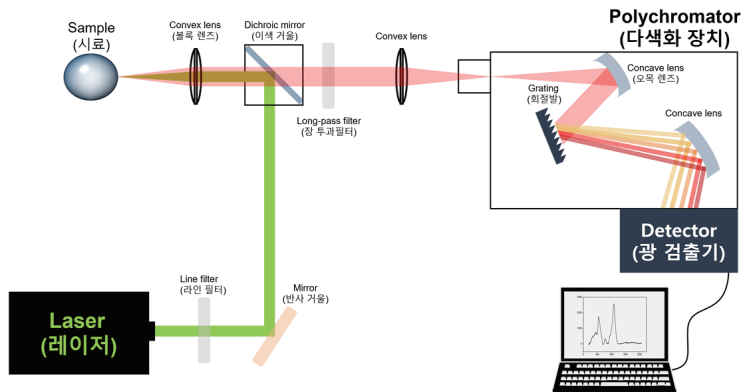 Sample
(시료)
Convex lens
(볼록 렌즈)
Dichroic mirror
(이색 거울)
Convex lens
Long-pass filter
(장 투과필터)
Polychromator
(다색화 장치)
Concave lens
(오목 렌즈)
Grating
(회절발)
Concave lens
Detector
(광 검출기)
Line filter
(라인 필터)
Mirror
(반사 거울)
Laser
(레이저)